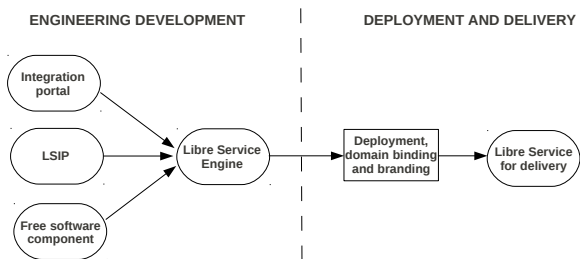 ENGINEERING DEVELOPMENT
DEPLOYMENT AND DELIVERY
Integration
portal
LSIP
Free software
component
Libre Service
Engine
Deployment,
domain binding
and branding
Libre Service
for delivery